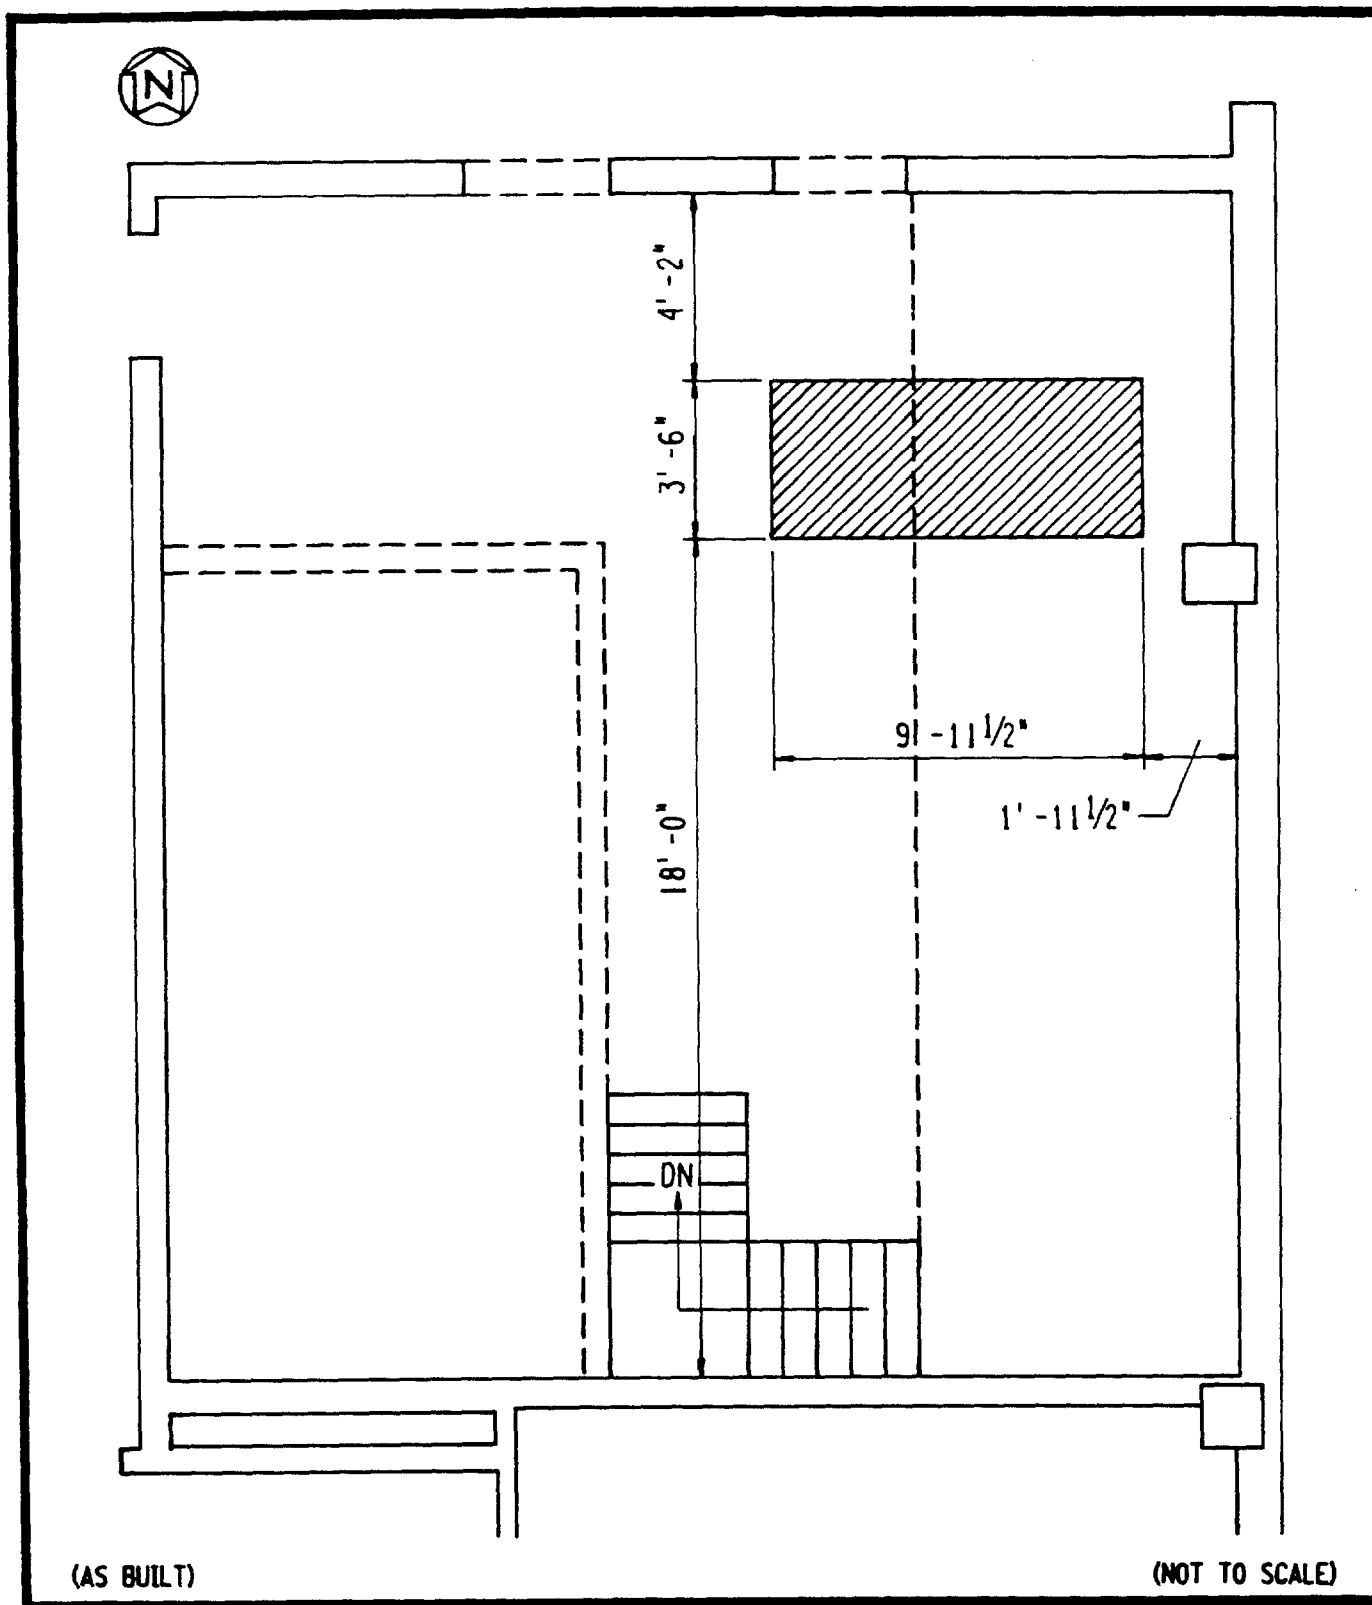 N
4'-2"
3'-6"
9'-11 1/2"
1'-11 1/2"
18'-0"
DN
(AS BUILT)
(NOT TO SCALE)